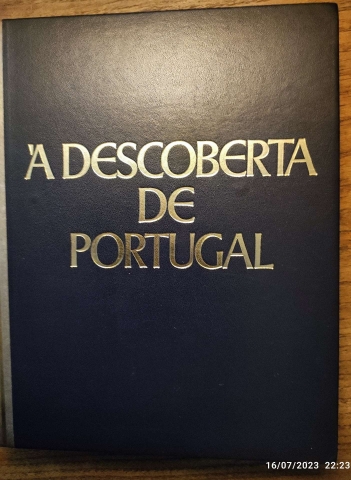 À DESCOBERTA
DE
PORTUGAL
16/07/2023 22:23